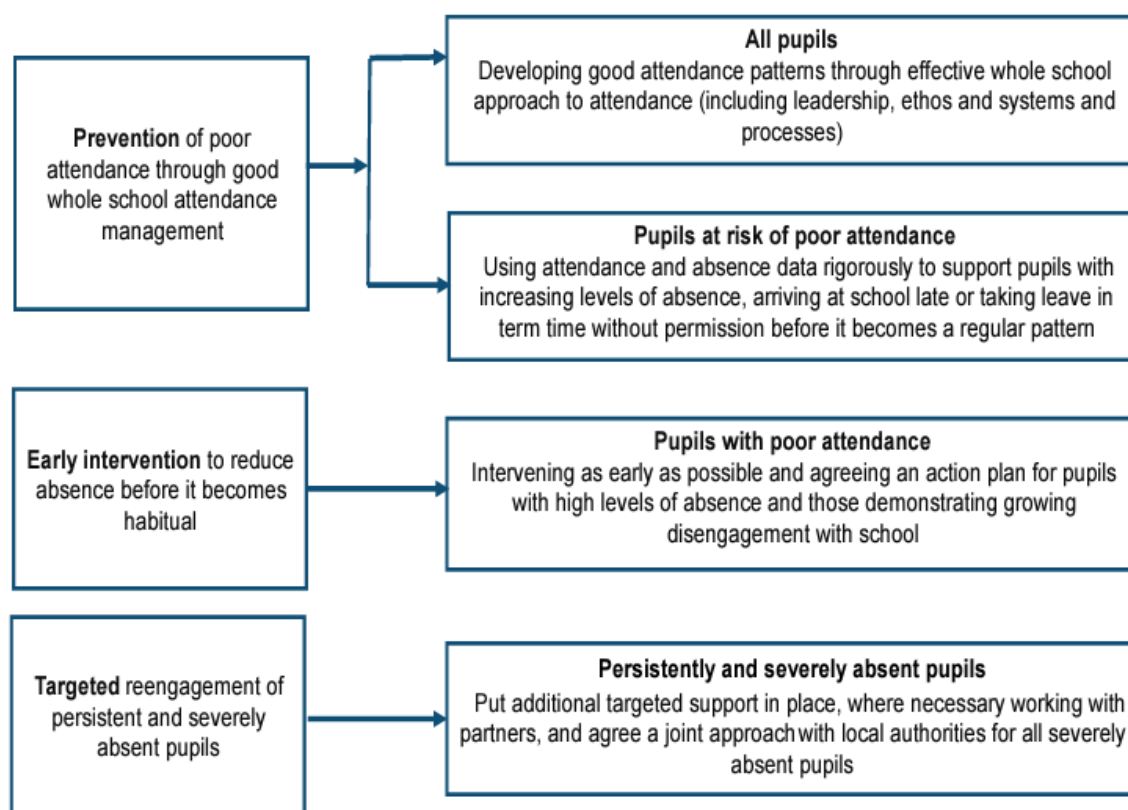 Prevention of poor
attendance through good
whole school attendance
management
All pupils
Developing good attendance patterns through effective whole school
approach to attendance (including leadership, ethos and systems and
processes)
Pupils at risk of poor attendance
Using attendance and absence data rigorously to support pupils with
increasing levels of absence, arriving at school late or taking leave in
term time without permission before it becomes a regular pattern
Early intervention to reduce
absence before it becomes
habitual
Pupils with poor attendance
Intervening as early as possible and agreeing an action plan for pupils
with high levels of absence and those demonstrating growing
disengagement with school
Targeted reengagement of
persistent and severely
absent pupils
Persistently and severely absent pupils
Put additional targeted support in place, where necessary working with
partners, and agree a joint approach with local authorities for all severely
absent pupils